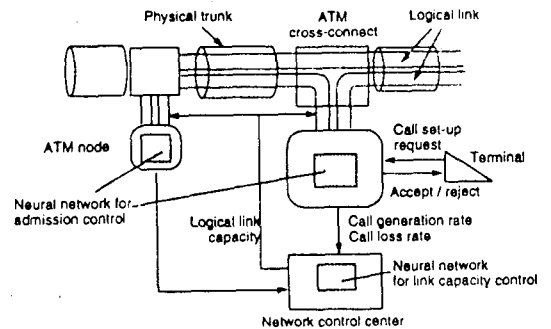 Physical trunk
ATM
cross-connect
Logical link
Call set-up
request
Terminal
ATM node
Accept / reject
Neural network for
admission control
Logical link
capacity
Call generation rate
Call loss rate
Neural network
for link capacity control
Network control center